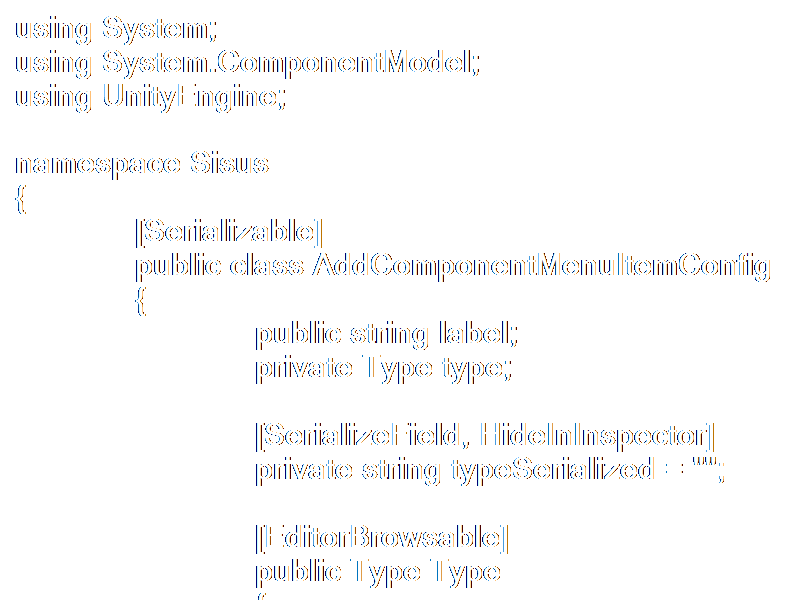 using System;
using System.ComponentModel;
using UnityEngine;
namespace Sisus
{
[Serializable]
public class AddComponentMenuItemConfig
{
public string label;
private Type type;
[SerializeField, HideInInspector]
private string typeSerialized = "";
[EditorBrowsable]
public Type Type
{